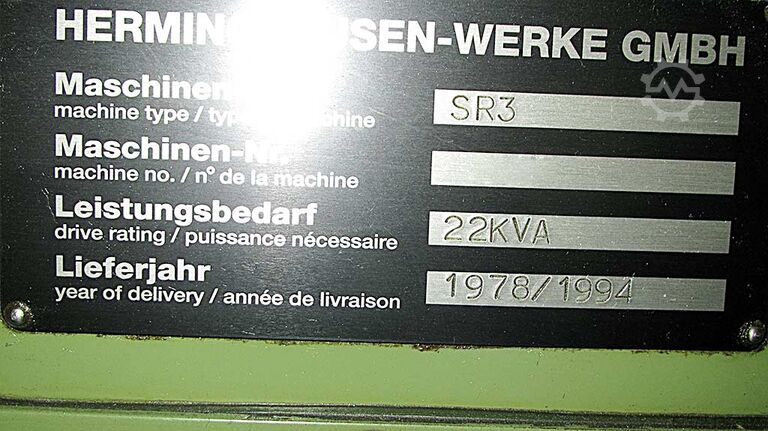 HERMIN SEN-WERKE GMBH
Maschinen
machine type / typ hine
SR3
Maschinen-Nr.
machine no. / n° de la machine
Leistungsbedarf
drive rating / puissance nécessaire
22KVA
Lieferjahr
year of delivery / année de livraison
1978/1994